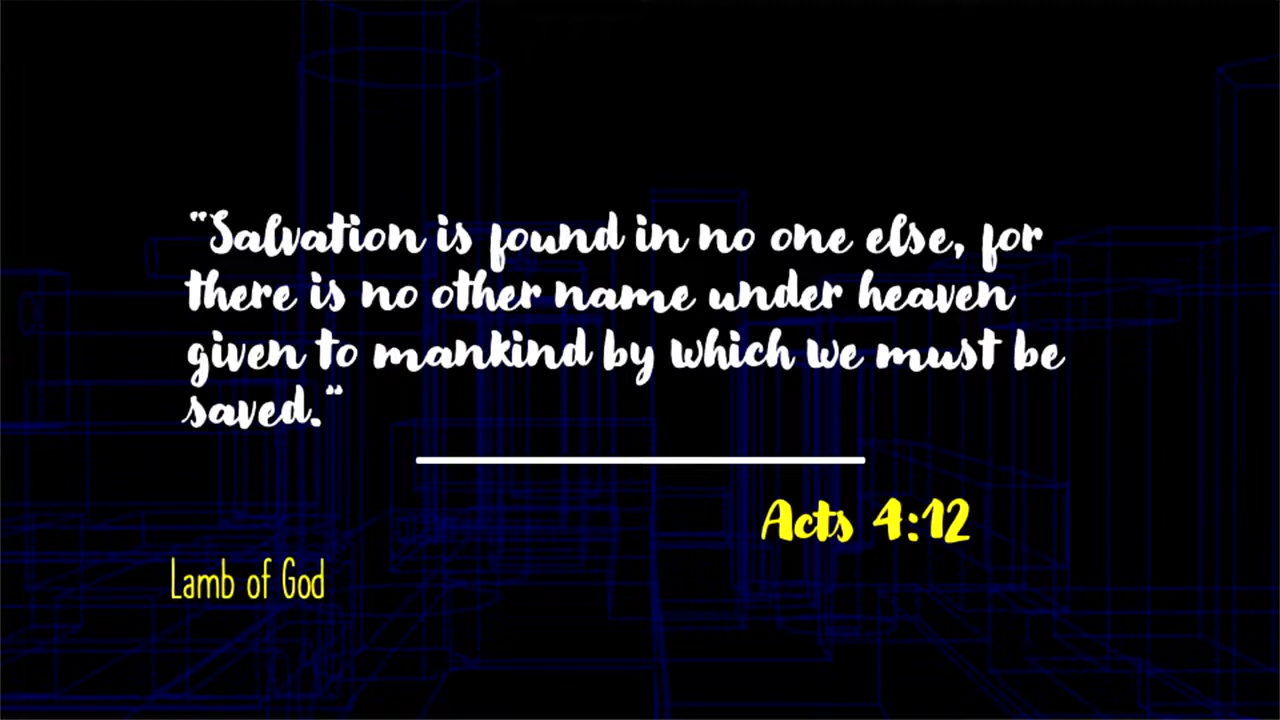 "Salvation is found in no one else, for
there is no other name under heaven
given to mankind by which we must be
saved."
Acts 4:12
Lamb of God